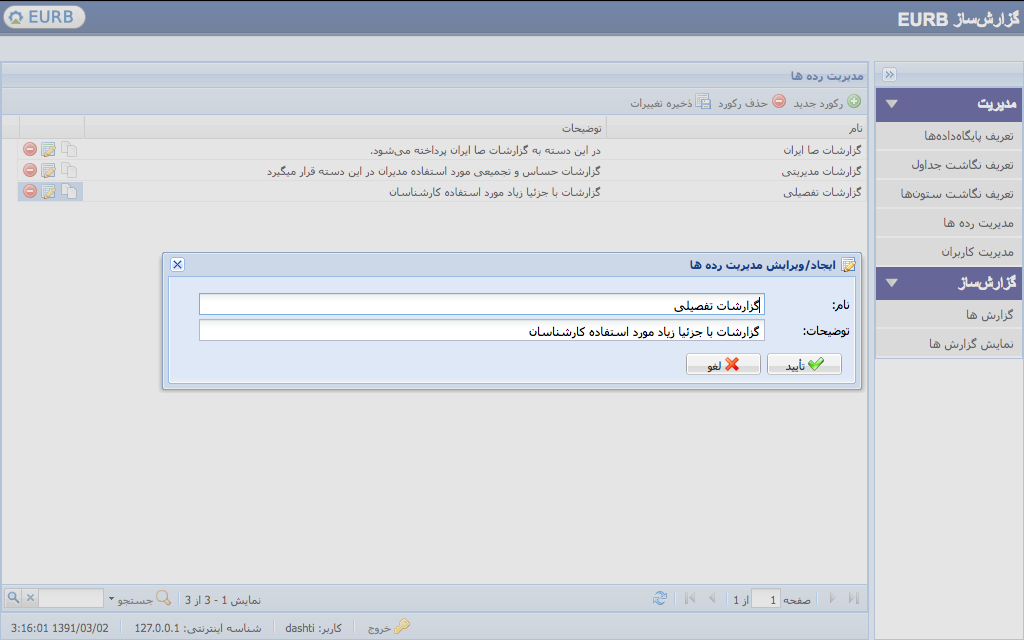 گزارش‌ساز EURB
EURB
مدیریت
تعریف پایگاه‌داده‌ها
تعریف نگاشت جداول
تعریف نگاشت ستون‌ها
مدیریت رده ها
مدیریت کاربران
گزارش‌ساز
گزارش ها
نمایش گزارش ها
مدیریت رده ها
رکورد جدید حذف رکورد ذخیره تغییرات
نام توضیحات
گزارشات صا ایران در این دسته به گزارشات صا ایران پرداخته می‌شود.
گزارشات مدیریتی گزارشات حساس و تجمیعی مورد استفاده مدیران در این دسته قرار میگیرد
گزارشات تفصیلی گزارشات با جزئیا زیاد مورد استفاده کارشناسان
ایجاد/ویرایش مدیریت رده ها
نام: گزارشات تفصیلی
توضیحات: گزارشات با جزئیا زیاد مورد استفاده کارشناسان
تأیید لغو
صفحه 1 از 1 نمایش 1 - 3 از 3 جستجو
خروج کاربر: dashti شناسه اینترنتی: 127.0.0.1 1391/03/02 3:16:01